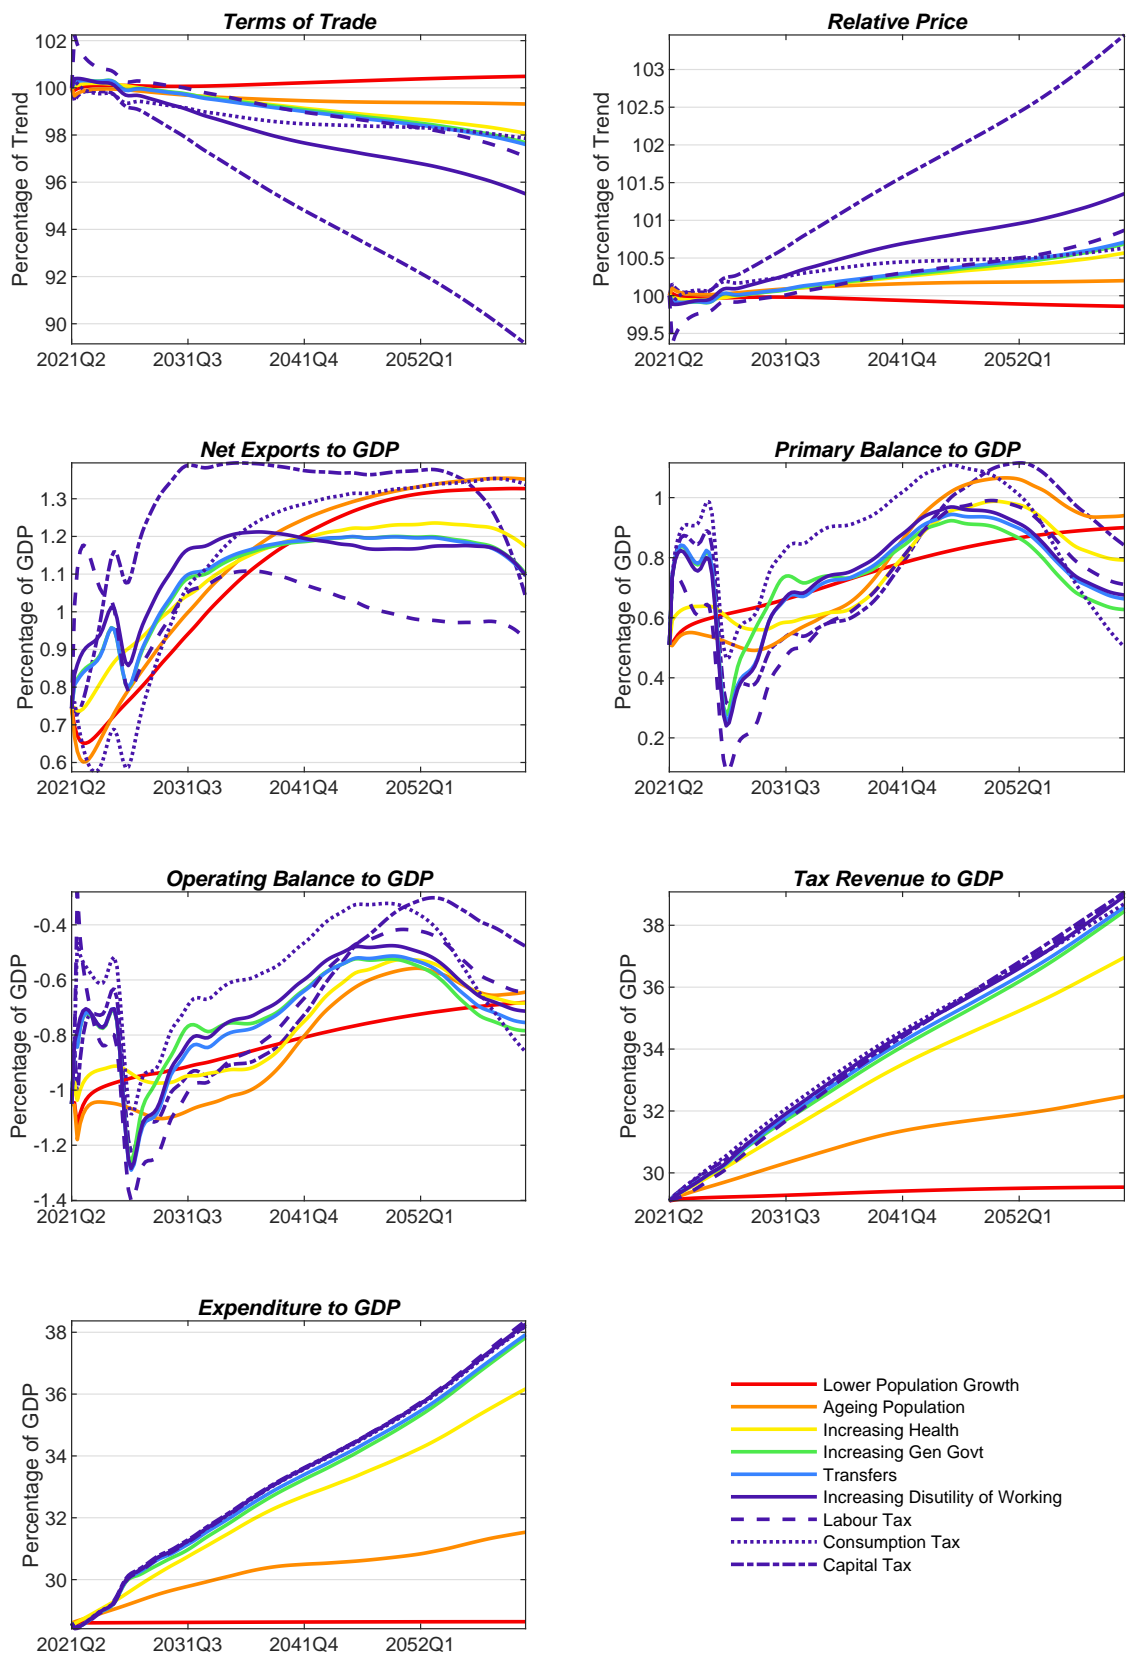 Terms of Trade
Percentage of Trend
102
100
98
96
94
92
90
2021Q2 2031Q3 2041Q4 2052Q1
Relative Price
Percentage of Trend
103
102.5
102
101.5
101
100.5
100
99.5
2021Q2 2031Q3 2041Q4 2052Q1
Net Exports to GDP
Percentage of GDP
1.3
1.2
1.1
1
0.9
0.8
0.7
0.6
2021Q2 2031Q3 2041Q4 2052Q1
Primary Balance to GDP
Percentage of GDP
1
0.8
0.6
0.4
0.2
2021Q2 2031Q3 2041Q4 2052Q1
Operating Balance to GDP
Percentage of GDP
-0.4
-0.6
-0.8
-1
-1.2
-1.4
2021Q2 2031Q3 2041Q4 2052Q1
Tax Revenue to GDP
Percentage of GDP
38
36
34
32
30
2021Q2 2031Q3 2041Q4 2052Q1
Expenditure to GDP
Percentage of GDP
38
36
34
32
30
2021Q2 2031Q3 2041Q4 2052Q1
Lower Population Growth
Ageing Population
Increasing Health
Increasing Gen Govt
Transfers
Increasing Disutility of Working
Labour Tax
Consumption Tax
Capital Tax